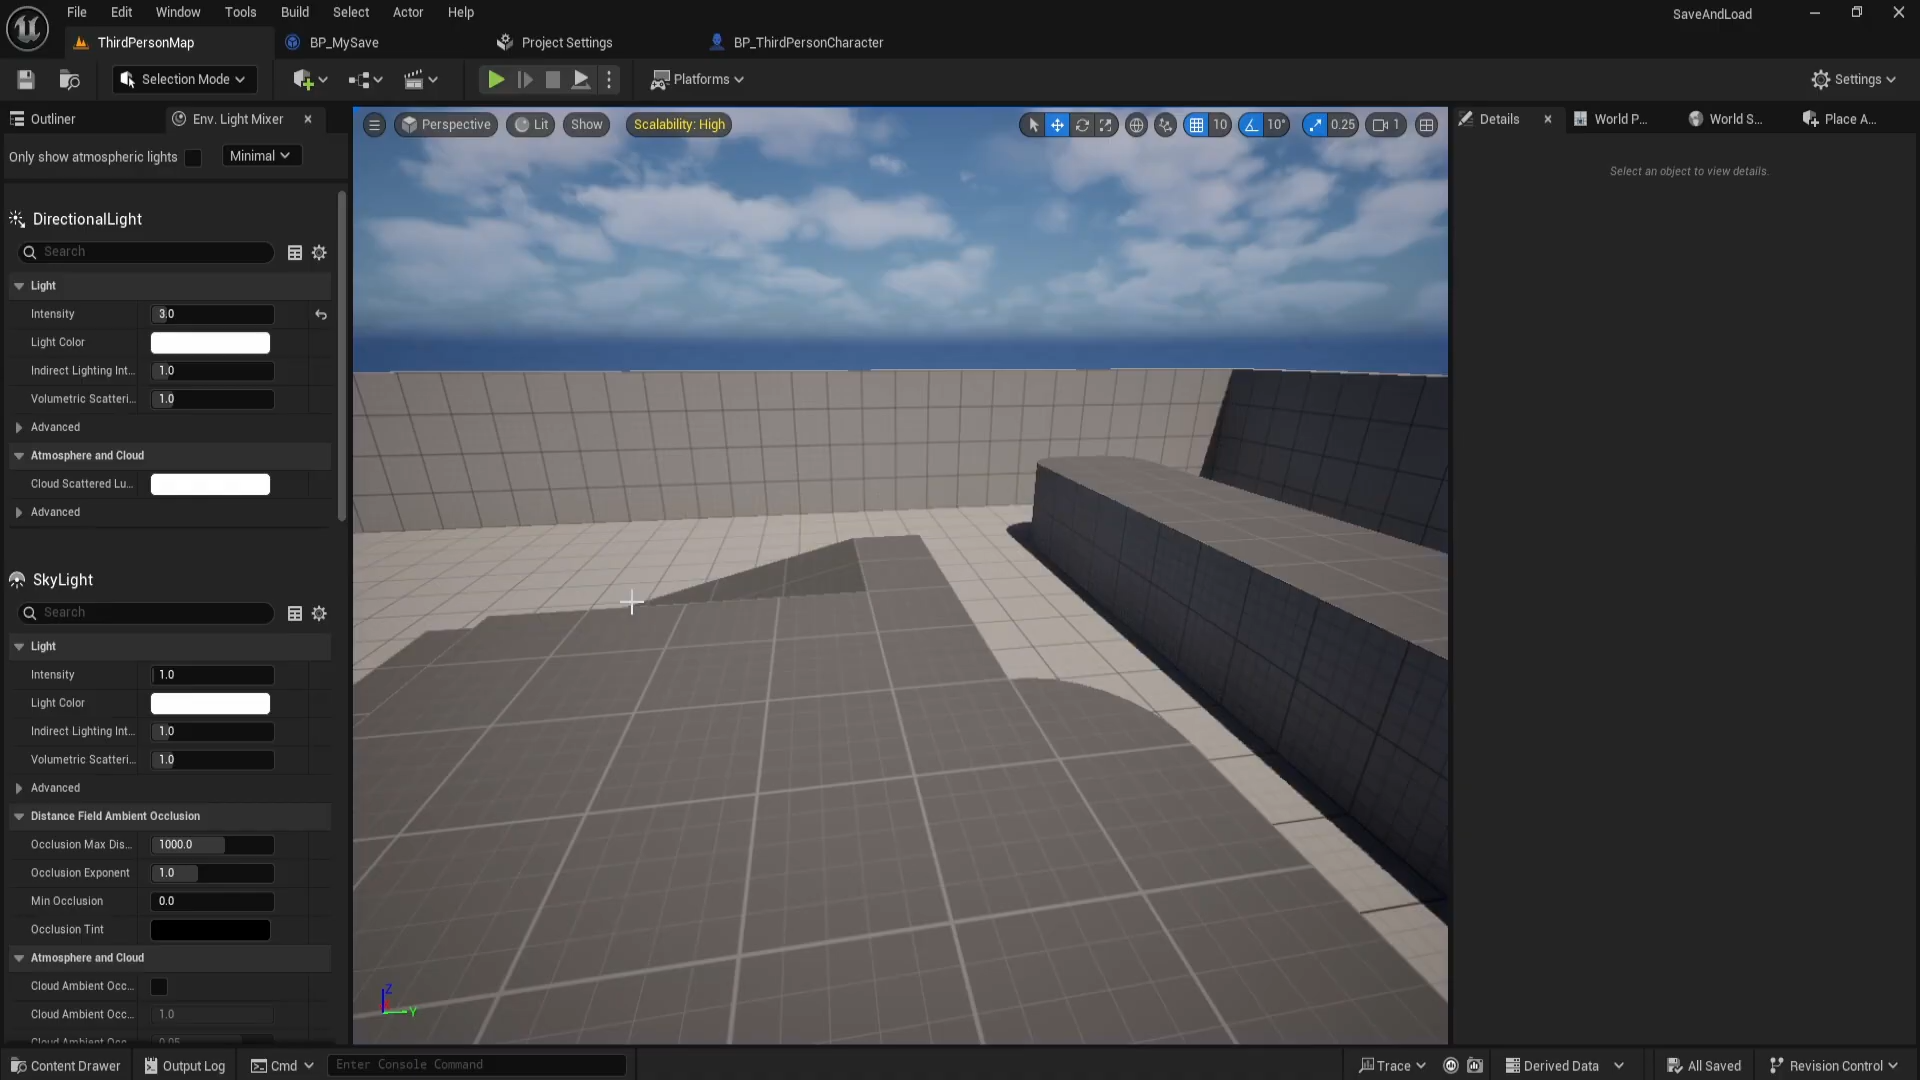 File Edit Window Tools Build Select Actor Help
SaveAndLoad
ThirdPersonMap BP_MySave Project Settings BP_ThirdPersonCharacter
Selection Mode Platforms Settings
Outliner Env. Light Mixer
Only show atmospheric lights Minimal
DirectionalLight
Search
Light
Intensity 3.0
Light Color
Indirect Lighting Int... 1.0
Volumetric Scatteri... 1.0
Advanced
Atmosphere and Cloud
Cloud Scattered Lu...
Advanced
SkyLight
Search
Light
Intensity 1.0
Light Color
Indirect Lighting Int... 1.0
Volumetric Scatteri... 1.0
Advanced
Distance Field Ambient Occlusion
Occlusion Max Dis... 1000.0
Occlusion Exponent 1.0
Min Occlusion 0.0
Occlusion Tint
Atmosphere and Cloud
Cloud Ambient Occ...
Cloud Ambient Occ... 1.0
Cloud Ambient Occ... 0.05
Perspective Lit Show Scalability: High 10 10° 0.25 1
Z
Y
Details World P... World S... Place A...
Select an object to view details.
Content Drawer Output Log Cmd Enter Console Command Trace Derived Data All Saved Revision Control